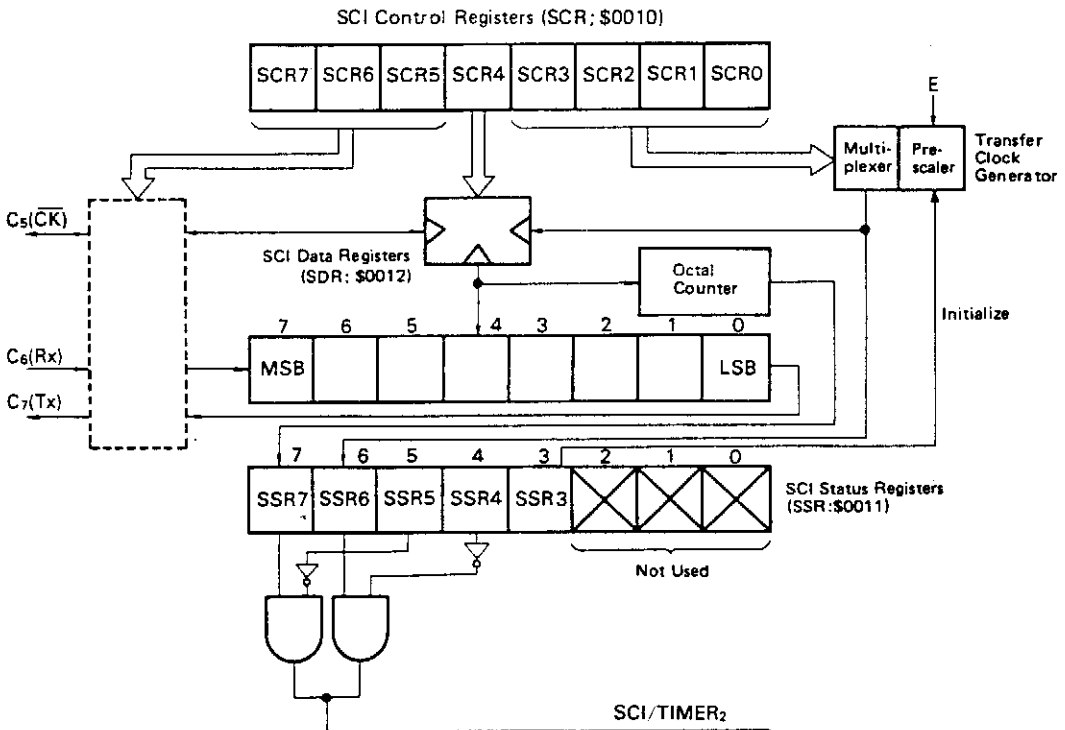 SCI Control Registers (SCR; $0010)
SCR7 SCR6 SCR5 SCR4 SCR3 SCR2 SCR1 SCR0
E
Multi-
plexer
Pre-
scaler
Transfer
Clock
Generator
C5(C̅K̅)
SCI Data Registers
(SDR; $0012)
Octal
Counter
Initialize
7 6 5 4 3 2 1 0
MSB LSB
C6(Rx)
C7(Tx)
7 6 5 4 3 2 1 0
SSR7 SSR6 SSR5 SSR4 SSR3
SCI Status Registers
(SSR:$0011)
Not Used
SCI/TIMER2